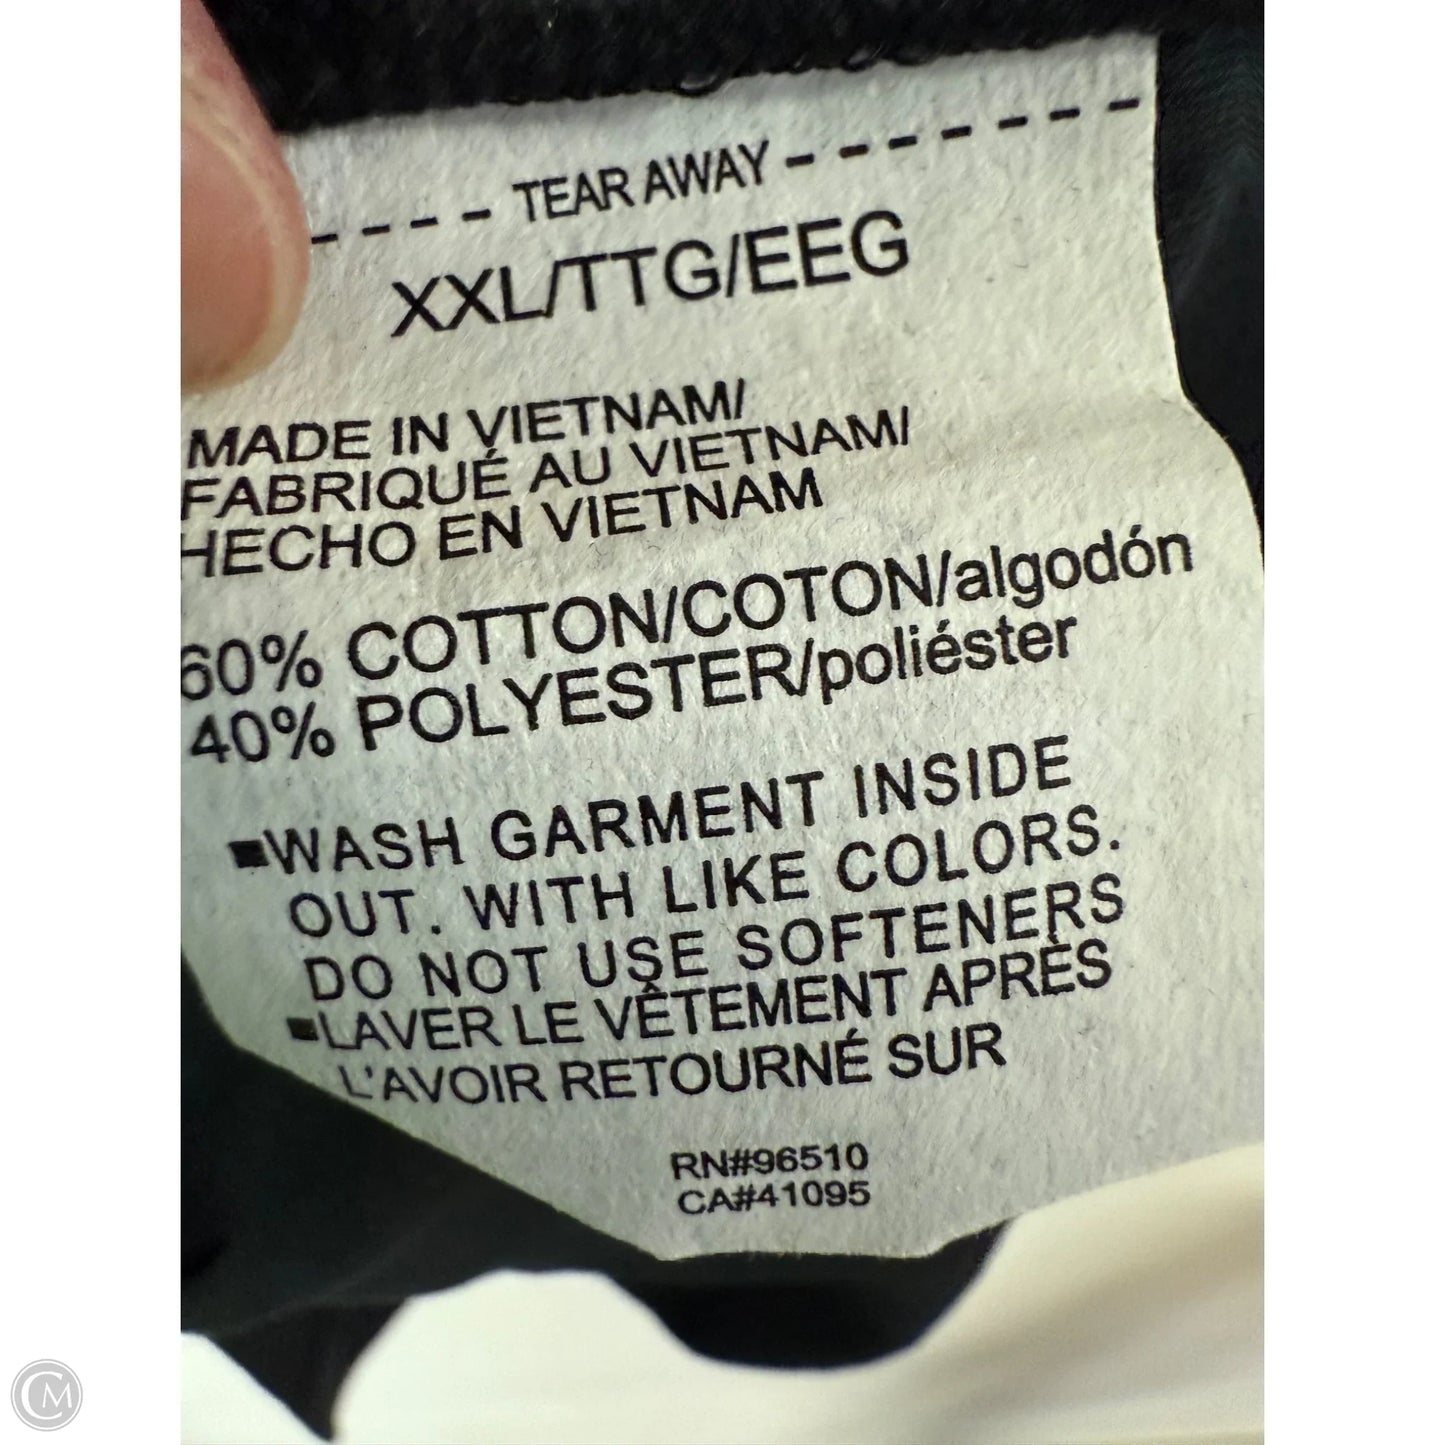 ---- TEAR AWAY -------
XXL/TTG/EEG
MADE IN VIETNAM/
FABRIQUÉ AU VIETNAM/
HECHO EN VIETNAM
60% COTTON/COTON/algodón
40% POLYESTER/poliéster
▪WASH GARMENT INSIDE
OUT. WITH LIKE COLORS.
DO NOT USE SOFTENERS
▪LAVER LE VÊTEMENT APRÈS
L'AVOIR RETOURNÉ SUR
RN#96510
CA#41095
CM